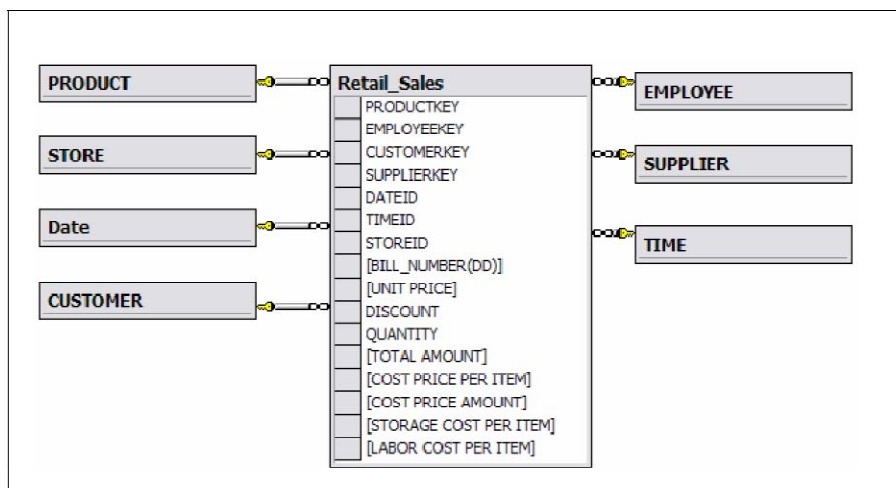 PRODUCT
STORE
Date
CUSTOMER
Retail_Sales
PRODUCTKEY
EMPLOYEEKEY
CUSTOMERKEY
SUPPLIERKEY
DATEID
TIMEID
STOREID
[BILL_NUMBER(DD)]
[UNIT PRICE]
DISCOUNT
QUANTITY
[TOTAL AMOUNT]
[COST PRICE PER ITEM]
[COST PRICE AMOUNT]
[STORAGE COST PER ITEM]
[LABOR COST PER ITEM]
EMPLOYEE
SUPPLIER
TIME